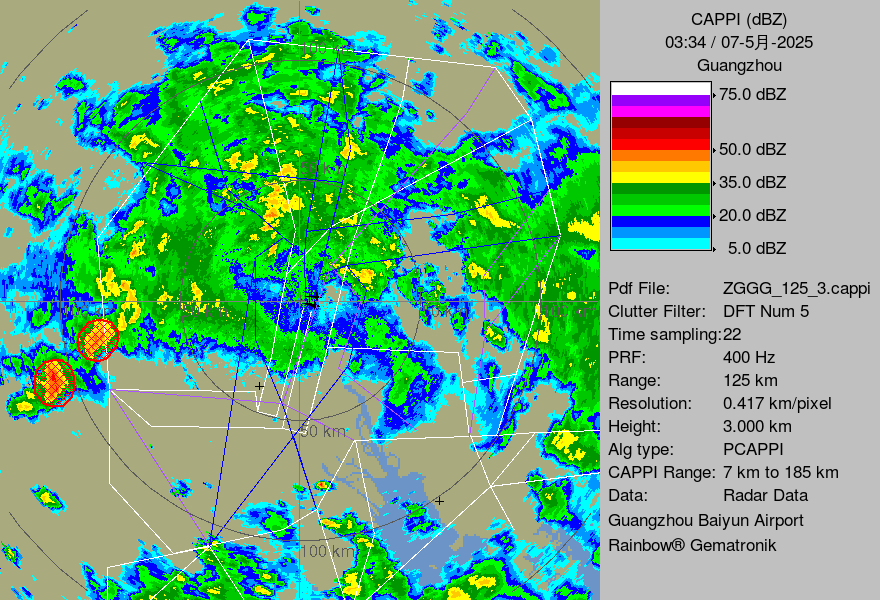 CAPPI (dBZ)
03:34 / 07-5月-2025
Guangzhou
75.0 dBZ
50.0 dBZ
35.0 dBZ
20.0 dBZ
5.0 dBZ
Pdf File: ZGGG_125_3.cappi
Clutter Filter: DFT Num 5
Time sampling:22
PRF: 400 Hz
Range: 125 km
Resolution: 0.417 km/pixel
Height: 3.000 km
Alg type: PCAPPI
CAPPI Range: 7 km to 185 km
Data: Radar Data
Guangzhou Baiyun Airport
Rainbow® Gematronik
50 km
100 km